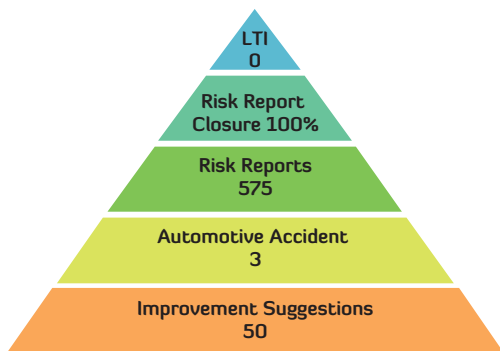 LTI
0
Risk Report
Closure 100%
Risk Reports
575
Automotive Accident
3
Improvement Suggestions
50